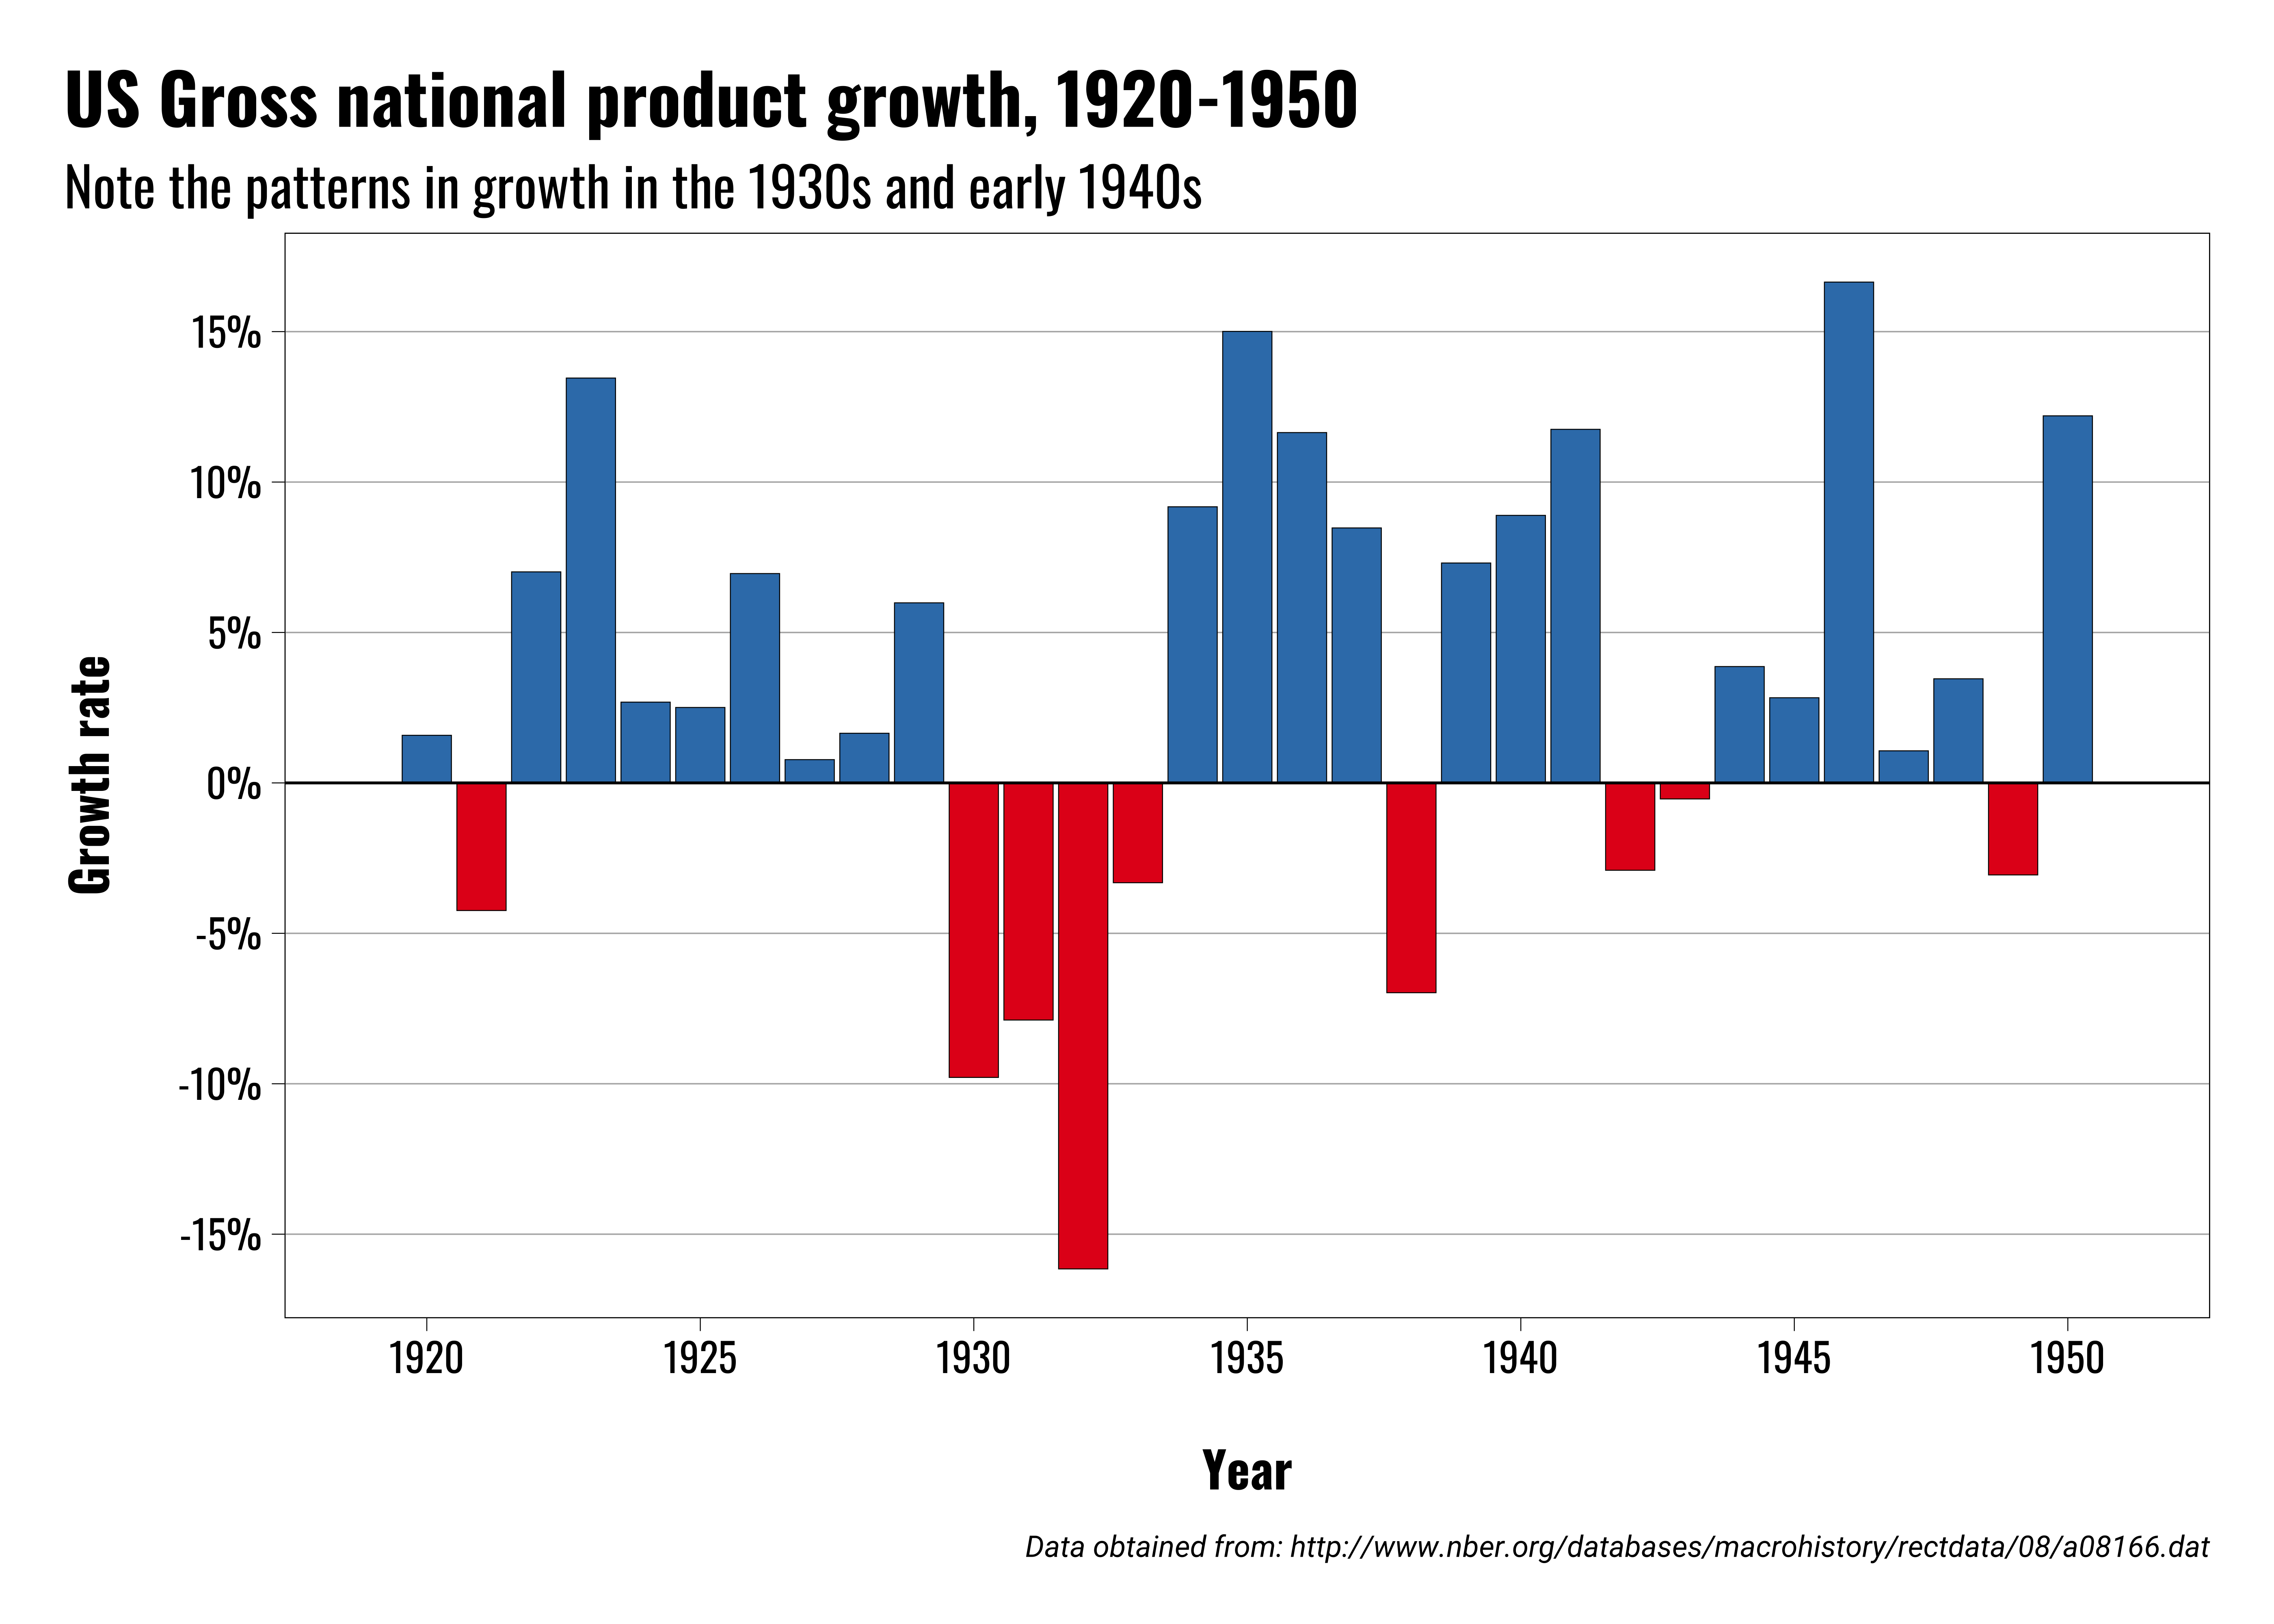 US Gross national product growth, 1920-1950
Note the patterns in growth in the 1930s and early 1940s
Growth rate
15%
10%
5%
0%
-5%
-10%
-15%
1920 1925 1930 1935 1940 1945 1950
Year
Data obtained from: http://www.nber.org/databases/macrohistory/rectdata/08/a08166.dat